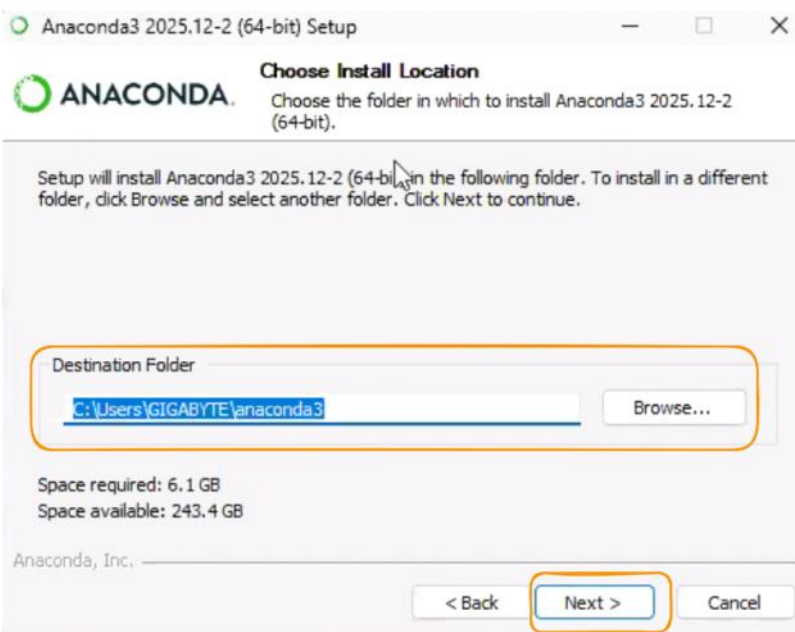 Anaconda3 2025.12-2 (64-bit) Setup
ANACONDA.
Choose Install Location
Choose the folder in which to install Anaconda3 2025.12-2
(64-bit).
Setup will install Anaconda3 2025.12-2 (64-bit) in the following folder. To install in a different
folder, click Browse and select another folder. Click Next to continue.
Destination Folder
C:\Users\GIGABYTE\anaconda3
Browse...
Space required: 6.1 GB
Space available: 243.4 GB
Anaconda, Inc.
< Back
Next >
Cancel